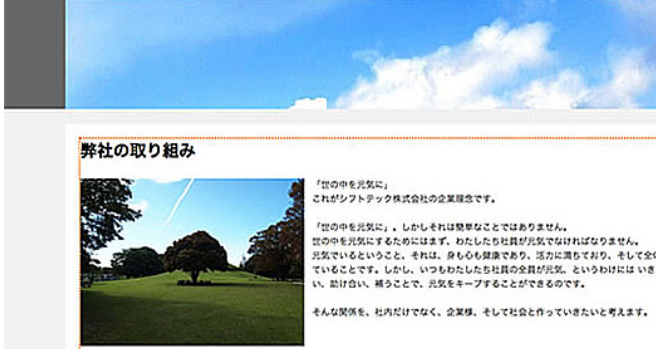 弊社の取り組み
「世の中を元気に」
これがシフトテック株式会社の企業理念です。
「世の中を元気に」。しかしそれは簡単なことではありません。
世の中を元気にするためにはまず、わたしたち社員が元気でなければなりません。
元気でいるということ、それは、身も心も健康であり、活力に満ちており、そして全体
ていることです。しかし、いつもわたしたち社員の全員が元気、というわけには いき
い、助け合い、補うことで、元気をキープすることができるのです。
そんな関係を、社内だけでなく、企業様、そして社会と作っていきたいと考えます。